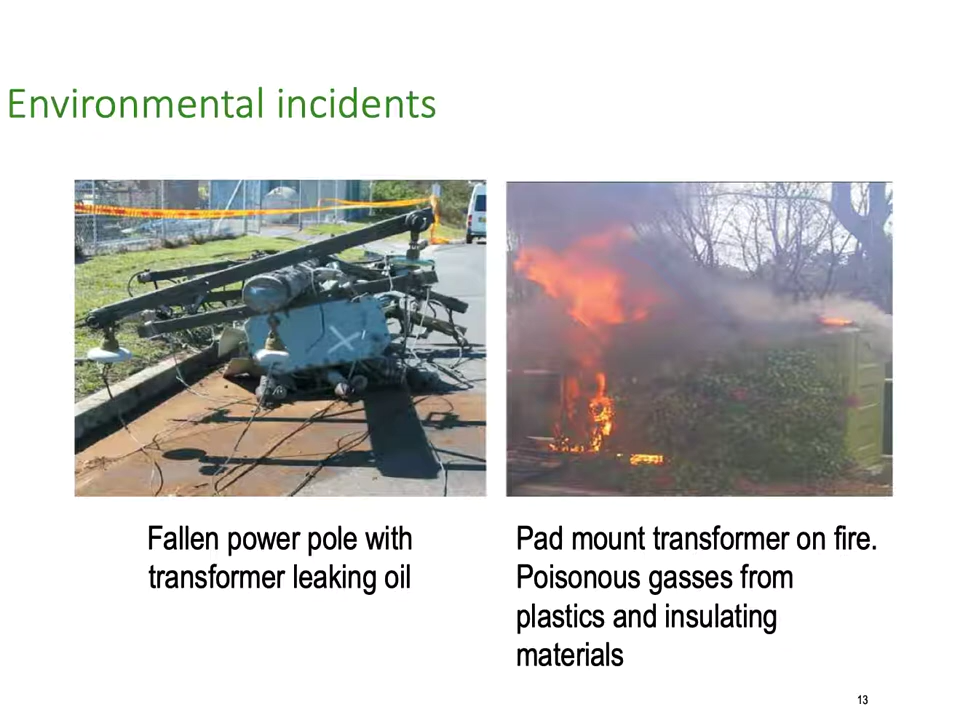 Environmental incidents
Fallen power pole with
transformer leaking oil
Pad mount transformer on fire.
Poisonous gasses from
plastics and insulating
materials
13